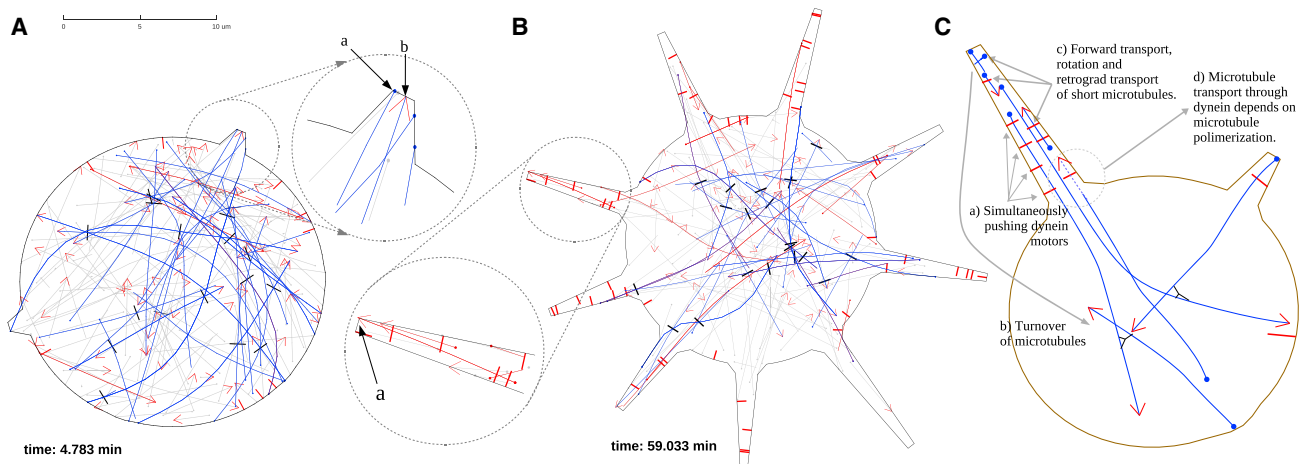 A
0 5 10 um
a
b
time: 4.783 min
a
B
time: 59.033 min
C
c) Forward transport,
rotation and
retrograd transport
of short microtubules.
d) Microtubule
transport through
dynein depends on
microtubule
polimerization.
a) Simultaneously
pushing dynein
motors
b) Turnover
of microtubules